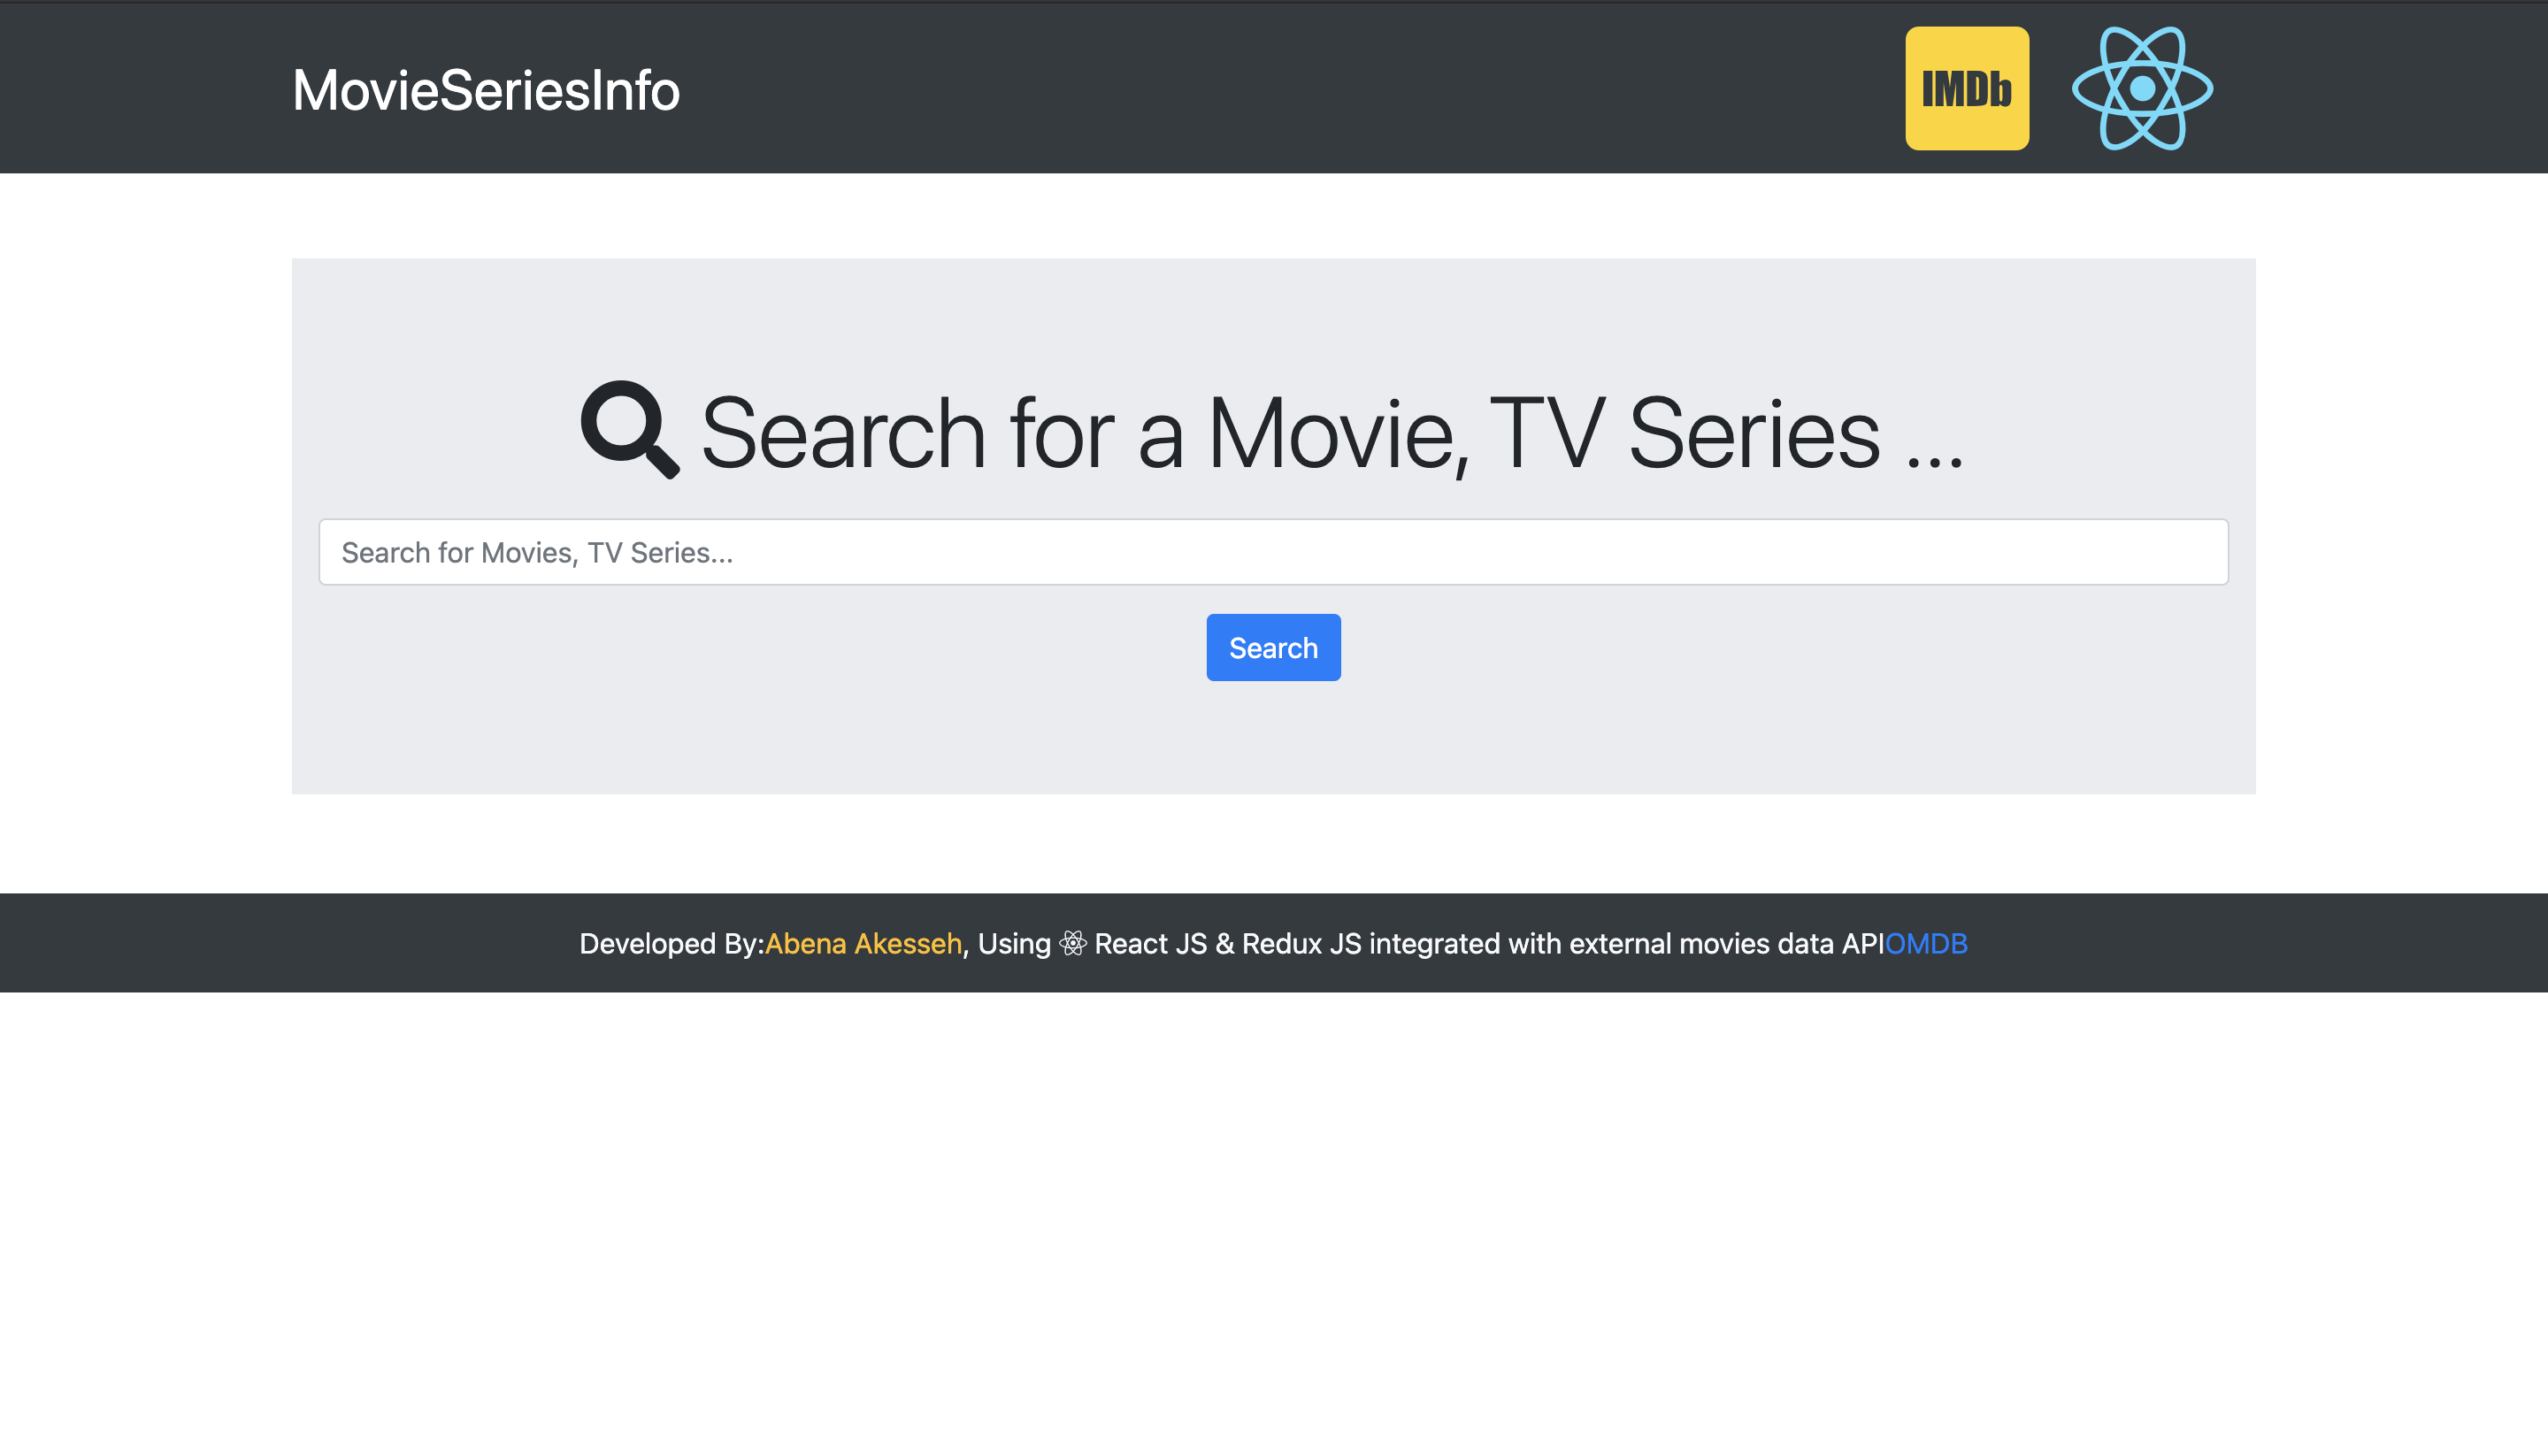 MovieSeriesInfo
IMDb
Search for a Movie, TV Series ...
Search for Movies, TV Series...
Search
Developed By:Abena Akesseh, Using React JS & Redux JS integrated with external movies data APIOMDB